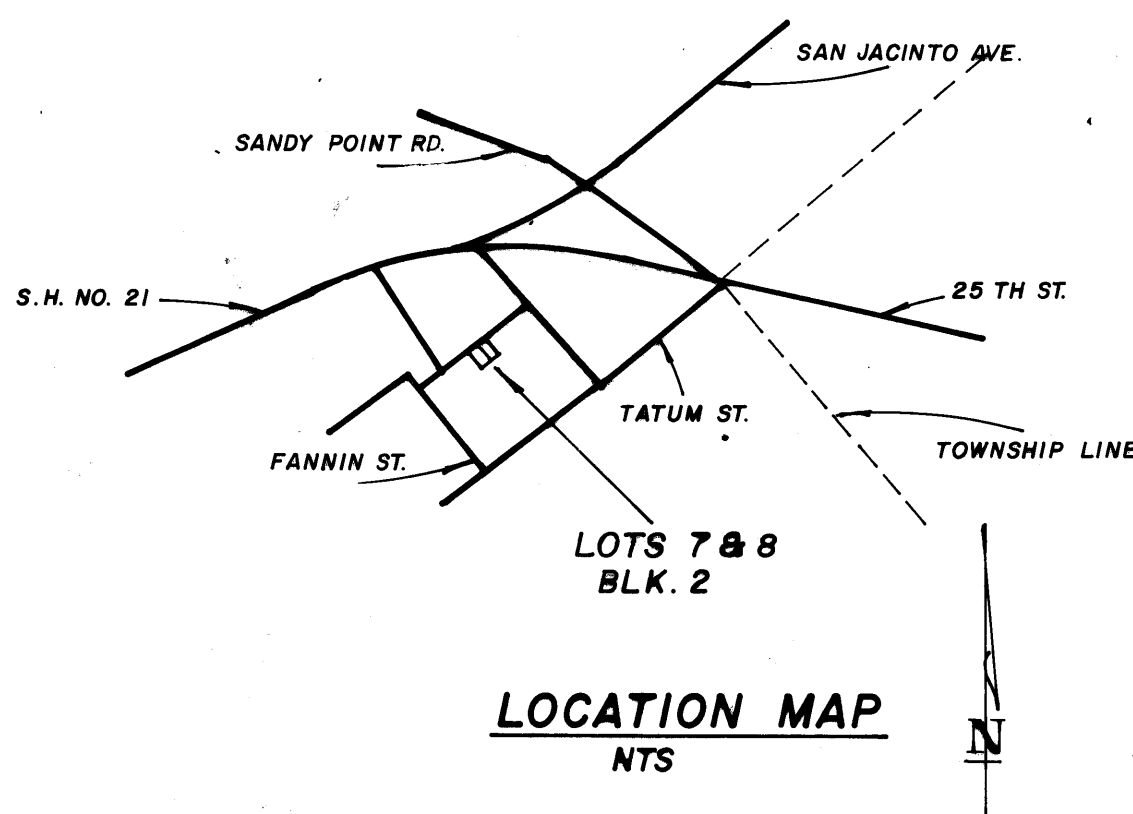 SAN JACINTO AVE.
SANDY POINT RD.
S.H. NO. 21
25 TH ST.
TATUM ST.
TOWNSHIP LINE
FANNIN ST.
LOTS 7 & 8
BLK. 2
LOCATION MAP
NTS
N